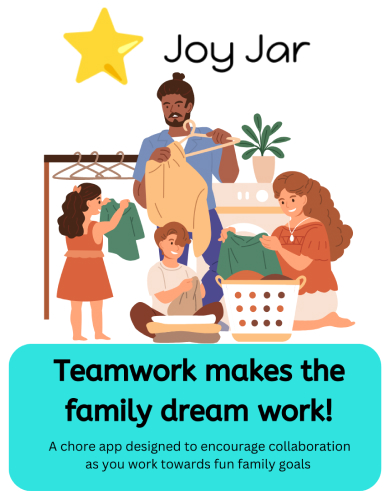 Joy Jar
Teamwork makes the
family dream work!
A chore app designed to encourage collaboration
as you work towards fun family goals